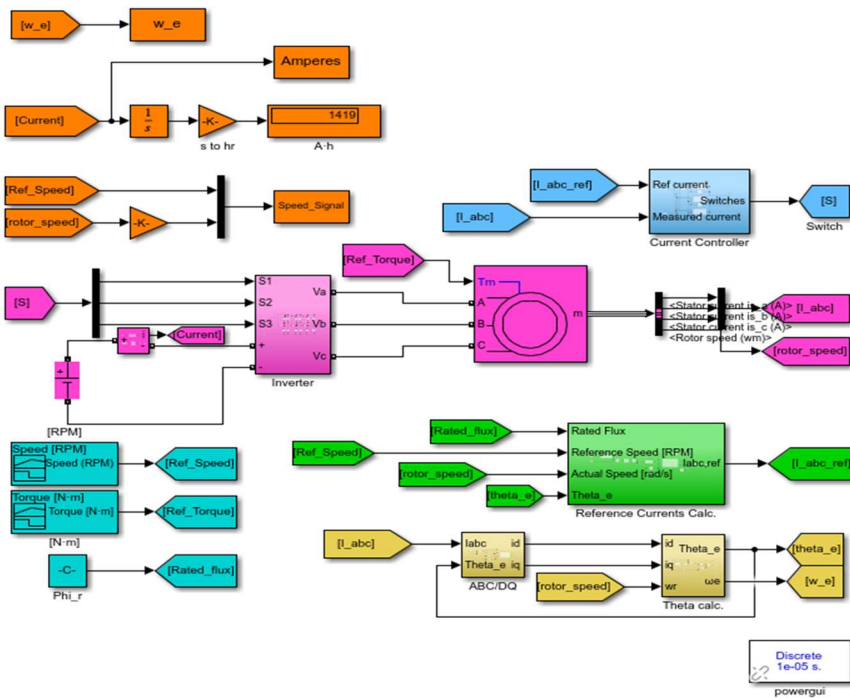 [w_e]
w_e
Amperes
[Current]
1
s
-K-
1419
s to hr
A·h
[Ref_Speed]
[rotor_speed]
-K-
Speed_Signal
[I_abc_ref]
[I_abc]
Ref current
Switches
Measured current
Current Controller
[S]
Switch
[S]
S1
S2
S3
+
-
Va
Vb
Vc
Inverter
+ i
- 
[Current]
+
[Ref_Torque]
Tm
A
B
C
m
<Stator current is_a (A)>
<Stator current is_b (A)>
<Stator current is_c (A)>
<Rotor speed (wm)>
[I_abc]
[rotor_speed]
[RPM]
Speed [RPM]
Speed (RPM)
[Ref_Speed]
Torque [N·m]
Torque [N·m]
[Ref_Torque]
[N·m]
-C-
[Rated_flux]
Phi_r
[Rated_flux]
[Ref_Speed]
[rotor_speed]
[theta_e]
Rated Flux
Reference Speed [RPM]
Iabc,ref
Actual Speed [rad/s]
Theta_e
Reference Currents Calc.
[I_abc_ref]
[I_abc]
Iabc id
Theta_e iq
ABC/DQ
[rotor_speed]
id
iq
wr
Theta_e
ωe
Theta calc.
[theta_e]
[w_e]
Discrete
1e-05 s.
powergui